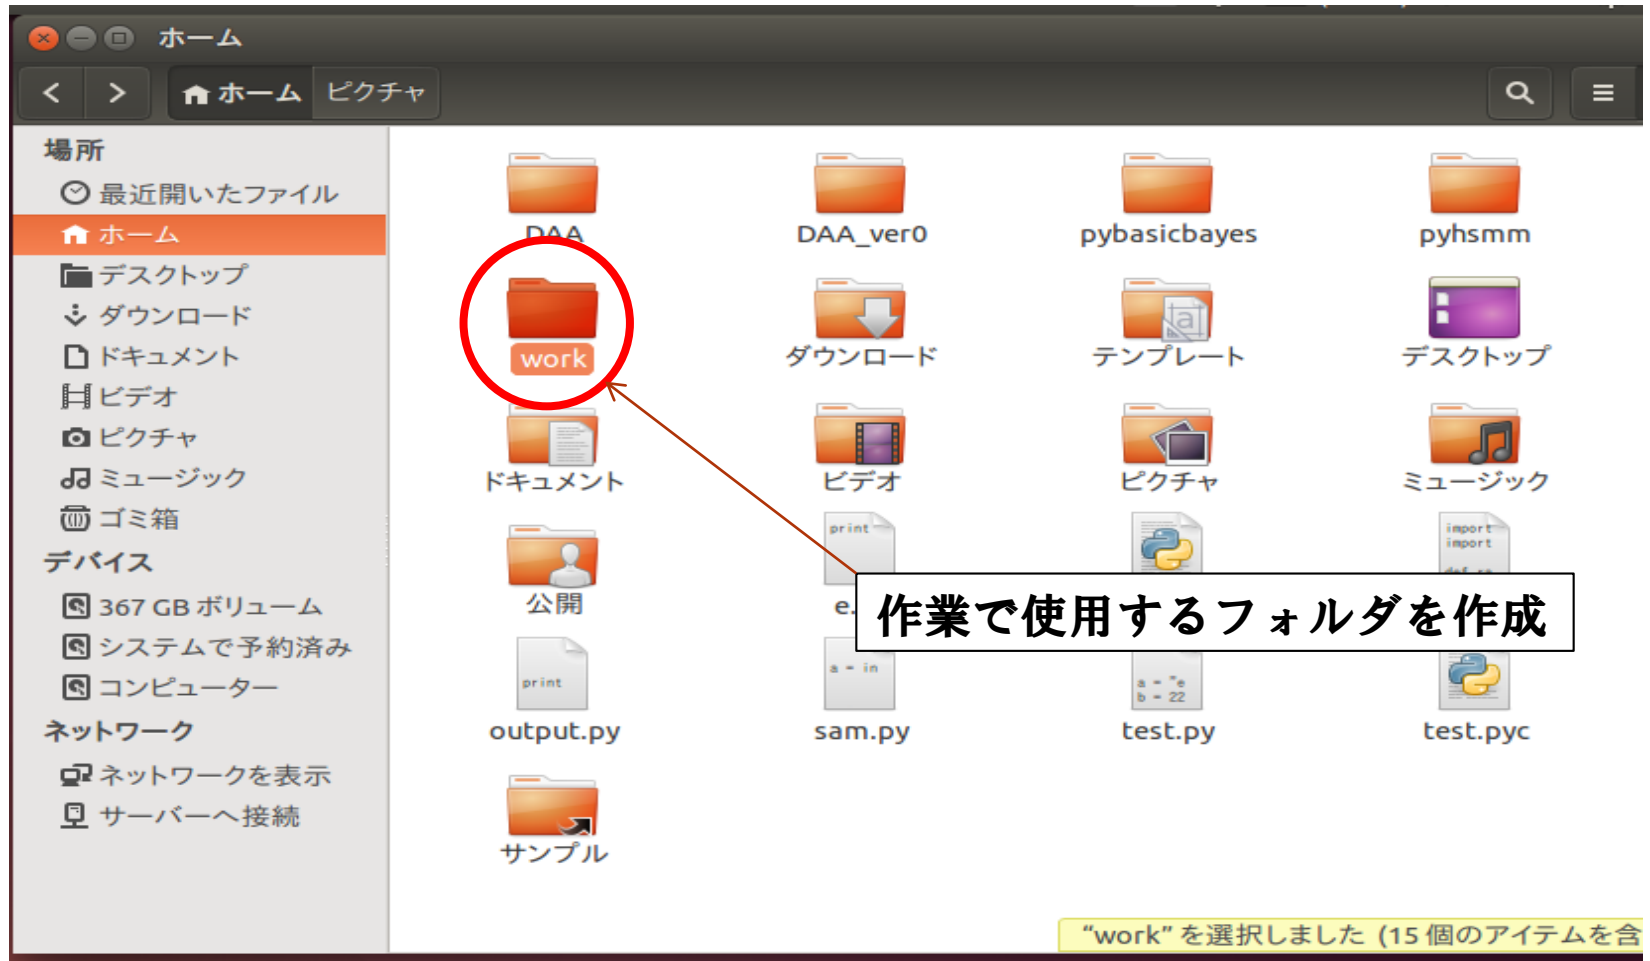 ホーム
ホーム ピクチャ
場所
最近開いたファイル
ホーム
デスクトップ
ダウンロード
ドキュメント
ビデオ
ピクチャ
ミュージック
ゴミ箱
デバイス
367 GB ボリューム
システムで予約済み
コンピューター
ネットワーク
ネットワークを表示
サーバーへ接続
DAA DAA_ver0 pybasicbayes pyhsmm
work ダウンロード テンプレート デスクトップ
ドキュメント ビデオ ピクチャ ミュージック
print import
import
公開 e.
作業で使用するフォルダを作成
print a = in a = "e
b = 22
output.py sam.py test.py test.pyc
サンプル
“work” を選択しました (15 個のアイテムを含